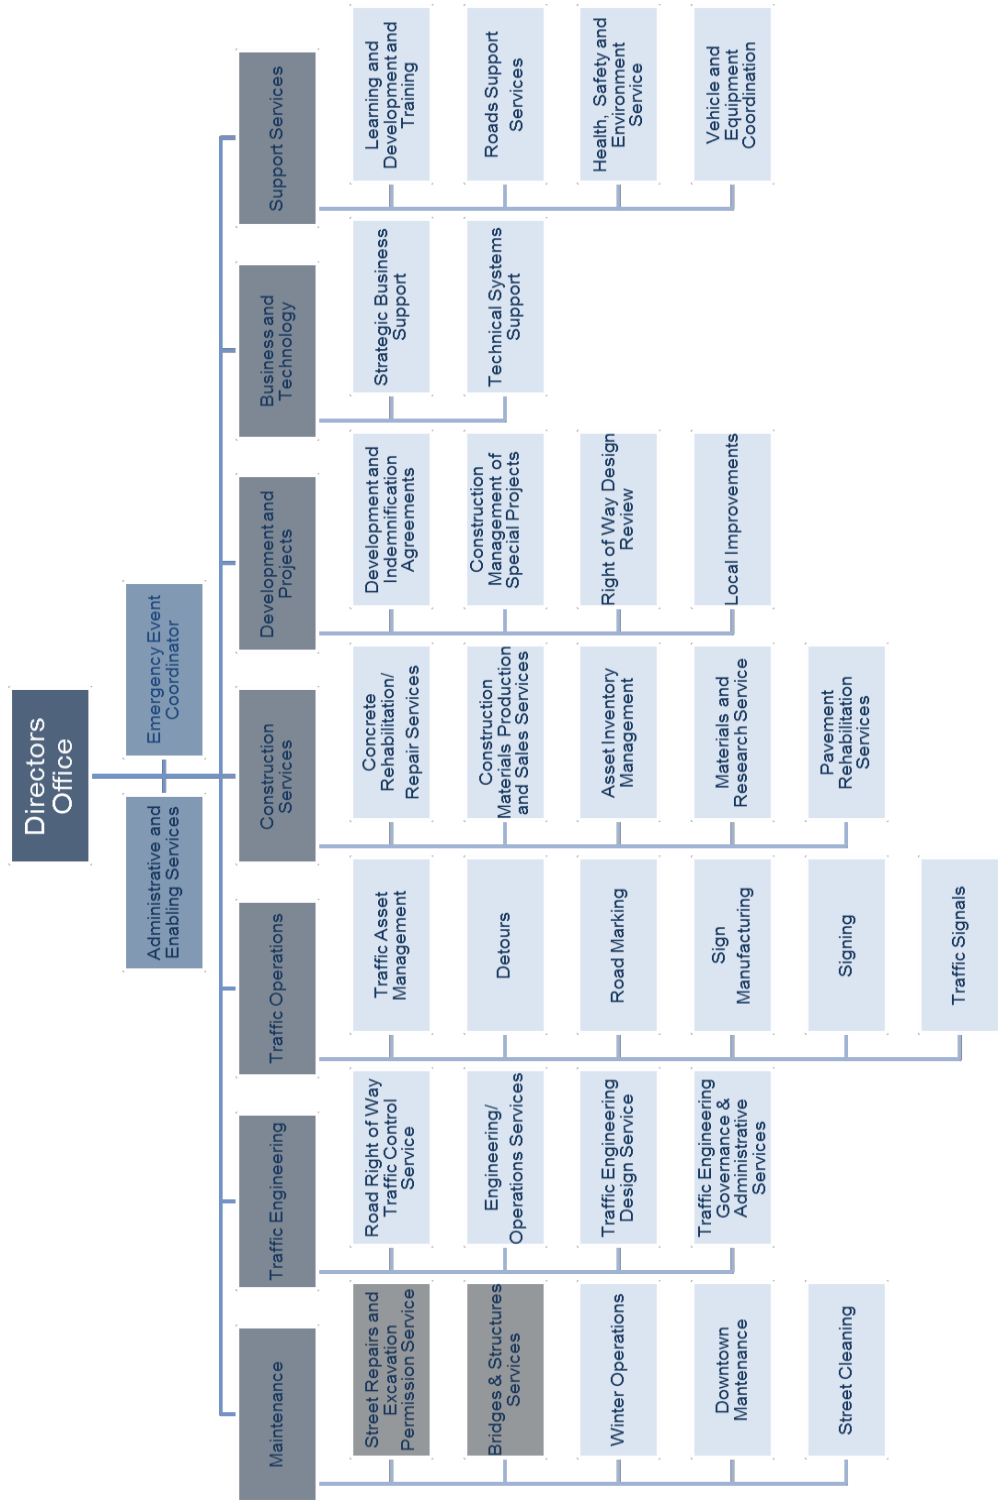 Directors
Office
Administrative and
Enabling Services
Emergency Event
Coordinator
Maintenance
Street Repairs and
Excavation
Permission Service
Bridges & Structures
Services
Winter Operations
Downtown
Mantenance
Street Cleaning
Traffic Engineering
Road Right of Way
Traffic Control
Service
Engineering/
Operations Services
Traffic Engineering
Design Service
Traffic Engineering
Governance &
Administrative
Services
Traffic Operations
Traffic Asset
Management
Detours
Road Marking
Sign
Manufacturing
Signing
Traffic Signals
Construction
Services
Concrete
Rehabilitation/
Repair Services
Construction
Materials Production
and Sales Services
Asset Inventory
Management
Materials and
Research Service
Pavement
Rehabilitation
Services
Development and
Projects
Development and
Indemnification
Agreements
Construction
Management of
Special Projects
Right of Way Design
Review
Local Improvements
Business and
Technology
Strategic Business
Support
Technical Systems
Support
Support Services
Learning and
Development and
Training
Roads Support
Services
Health, Safety and
Environment
Service
Vehicle and
Equipment
Coordination